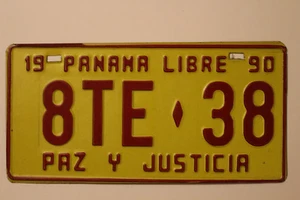 19 PANAMA LIBRE 90
8TE♦38
PAZ Y JUSTICIA